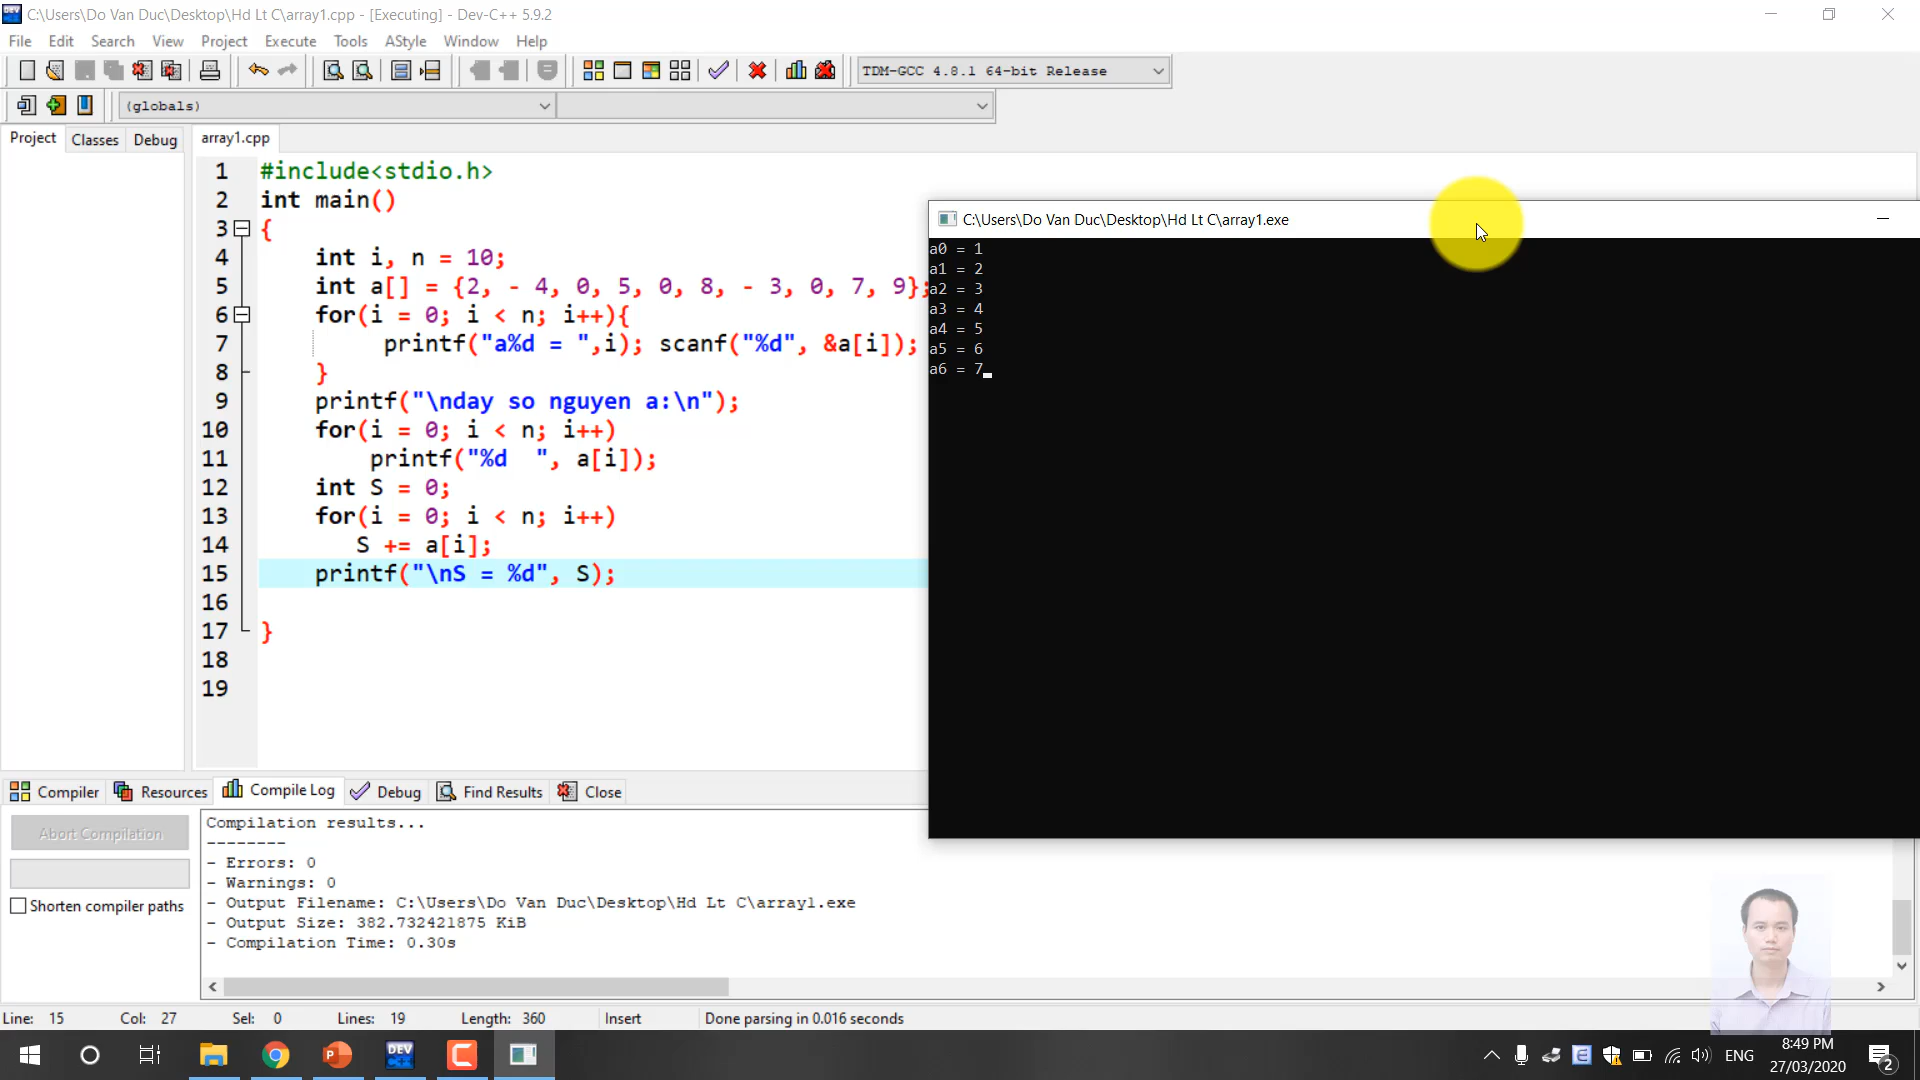 C:\Users\Do Van Duc\Desktop\Hd Lt C\array1.cpp - [Executing] - Dev-C++ 5.9.2
File Edit Search View Project Execute Tools AStyle Window Help
TDM-GCC 4.8.1 64-bit Release
(globals)
Project Classes Debug array1.cpp
1 #include<stdio.h>
2 int main()
3 {
4 int i, n = 10;
5 int a[] = {2, - 4, 0, 5, 0, 8, - 3, 0, 7, 9};
6 for(i = 0; i < n; i++){
7 printf("a%d = ",i); scanf("%d", &a[i]);
8 }
9 printf("\nday so nguyen a:\n");
10 for(i = 0; i < n; i++)
11 printf("%d  ", a[i]);
12 int S = 0;
13 for(i = 0; i < n; i++)
14 S += a[i];
15 printf("\nS = %d", S);
16
17 }
18
19
C:\Users\Do Van Duc\Desktop\Hd Lt C\array1.exe
a0 = 1
a1 = 2
a2 = 3
a3 = 4
a4 = 5
a5 = 6
a6 = 7
Compiler Resources Compile Log Debug Find Results Close
Abort Compilation
Shorten compiler paths
Compilation results...
--------
- Errors: 0
- Warnings: 0
- Output Filename: C:\Users\Do Van Duc\Desktop\Hd Lt C\array1.exe
- Output Size: 382.732421875 KiB
- Compilation Time: 0.30s
Line: 15 Col: 27 Sel: 0 Lines: 19 Length: 360 Insert Done parsing in 0.016 seconds
DEV
C++
ENG
8:49 PM
27/03/2020
2